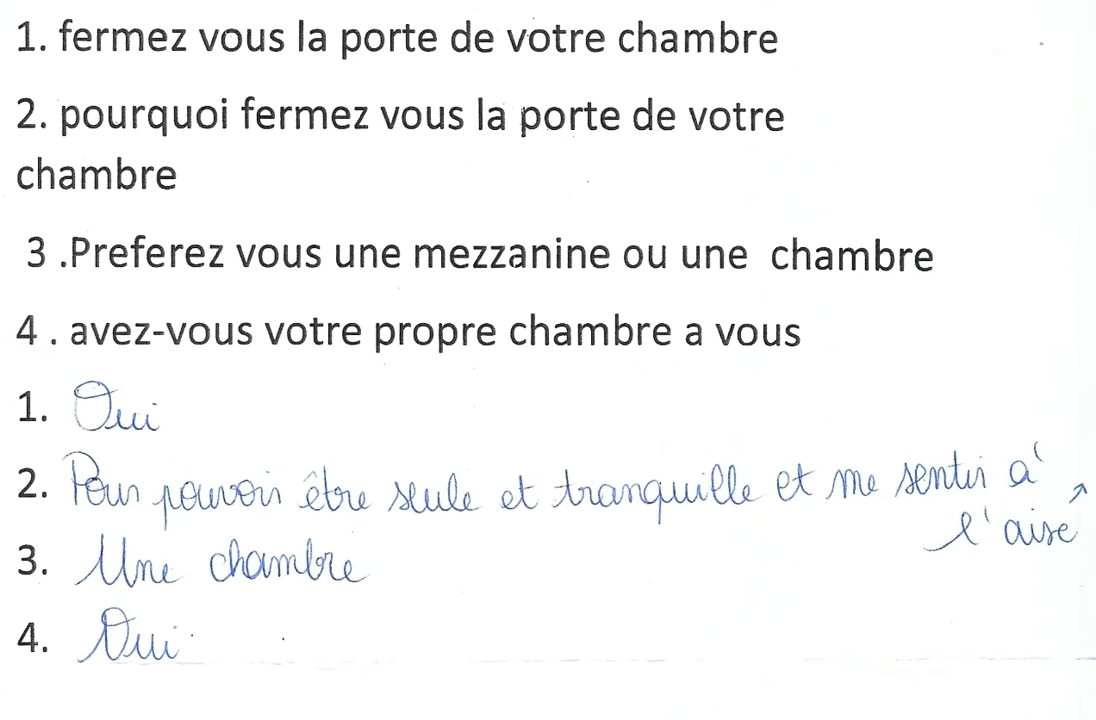 1. fermez vous la porte de votre chambre
2. pourquoi fermez vous la porte de votre
chambre
3 .Preferez vous une mezzanine ou une chambre
4 . avez-vous votre propre chambre a vous
1. Oui
2. Pour pouvoir être seule et tranquille et me sentir à
l'aise
3. Une chambre
4. Oui